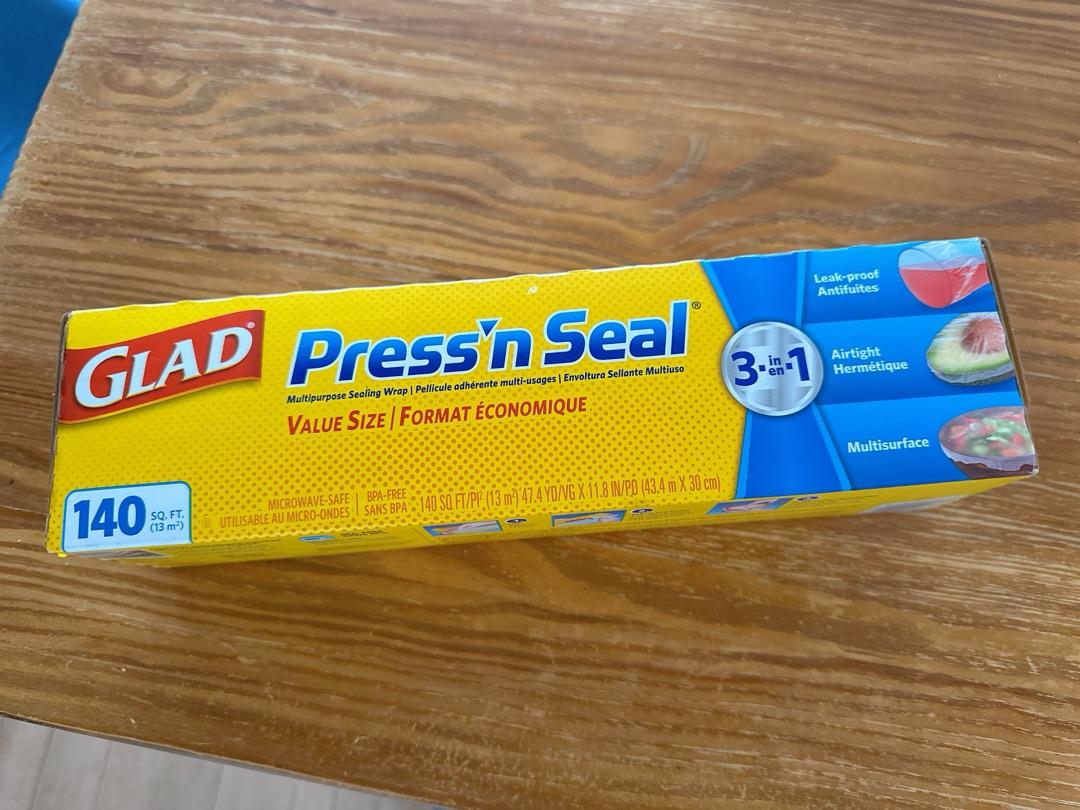 GLAD®
Press'n Seal®
Multipurpose Sealing Wrap | Pellicule adhérente multi-usages | Envoltura Sellante Multiuso
VALUE SIZE | FORMAT ÉCONOMIQUE
3-in-1
en
Leak-proof
Antifuites
Airtight
Hermétique
Multisurface
140 SQ. FT.
(13 m²)
MICROWAVE-SAFE
UTILISABLE AU MICRO-ONDES
BPA-FREE
SANS BPA
140 SQ FT/PI² (13 m²) 47.4 YD/VG X 11.8 IN/PO (43.4 m X 30 cm)